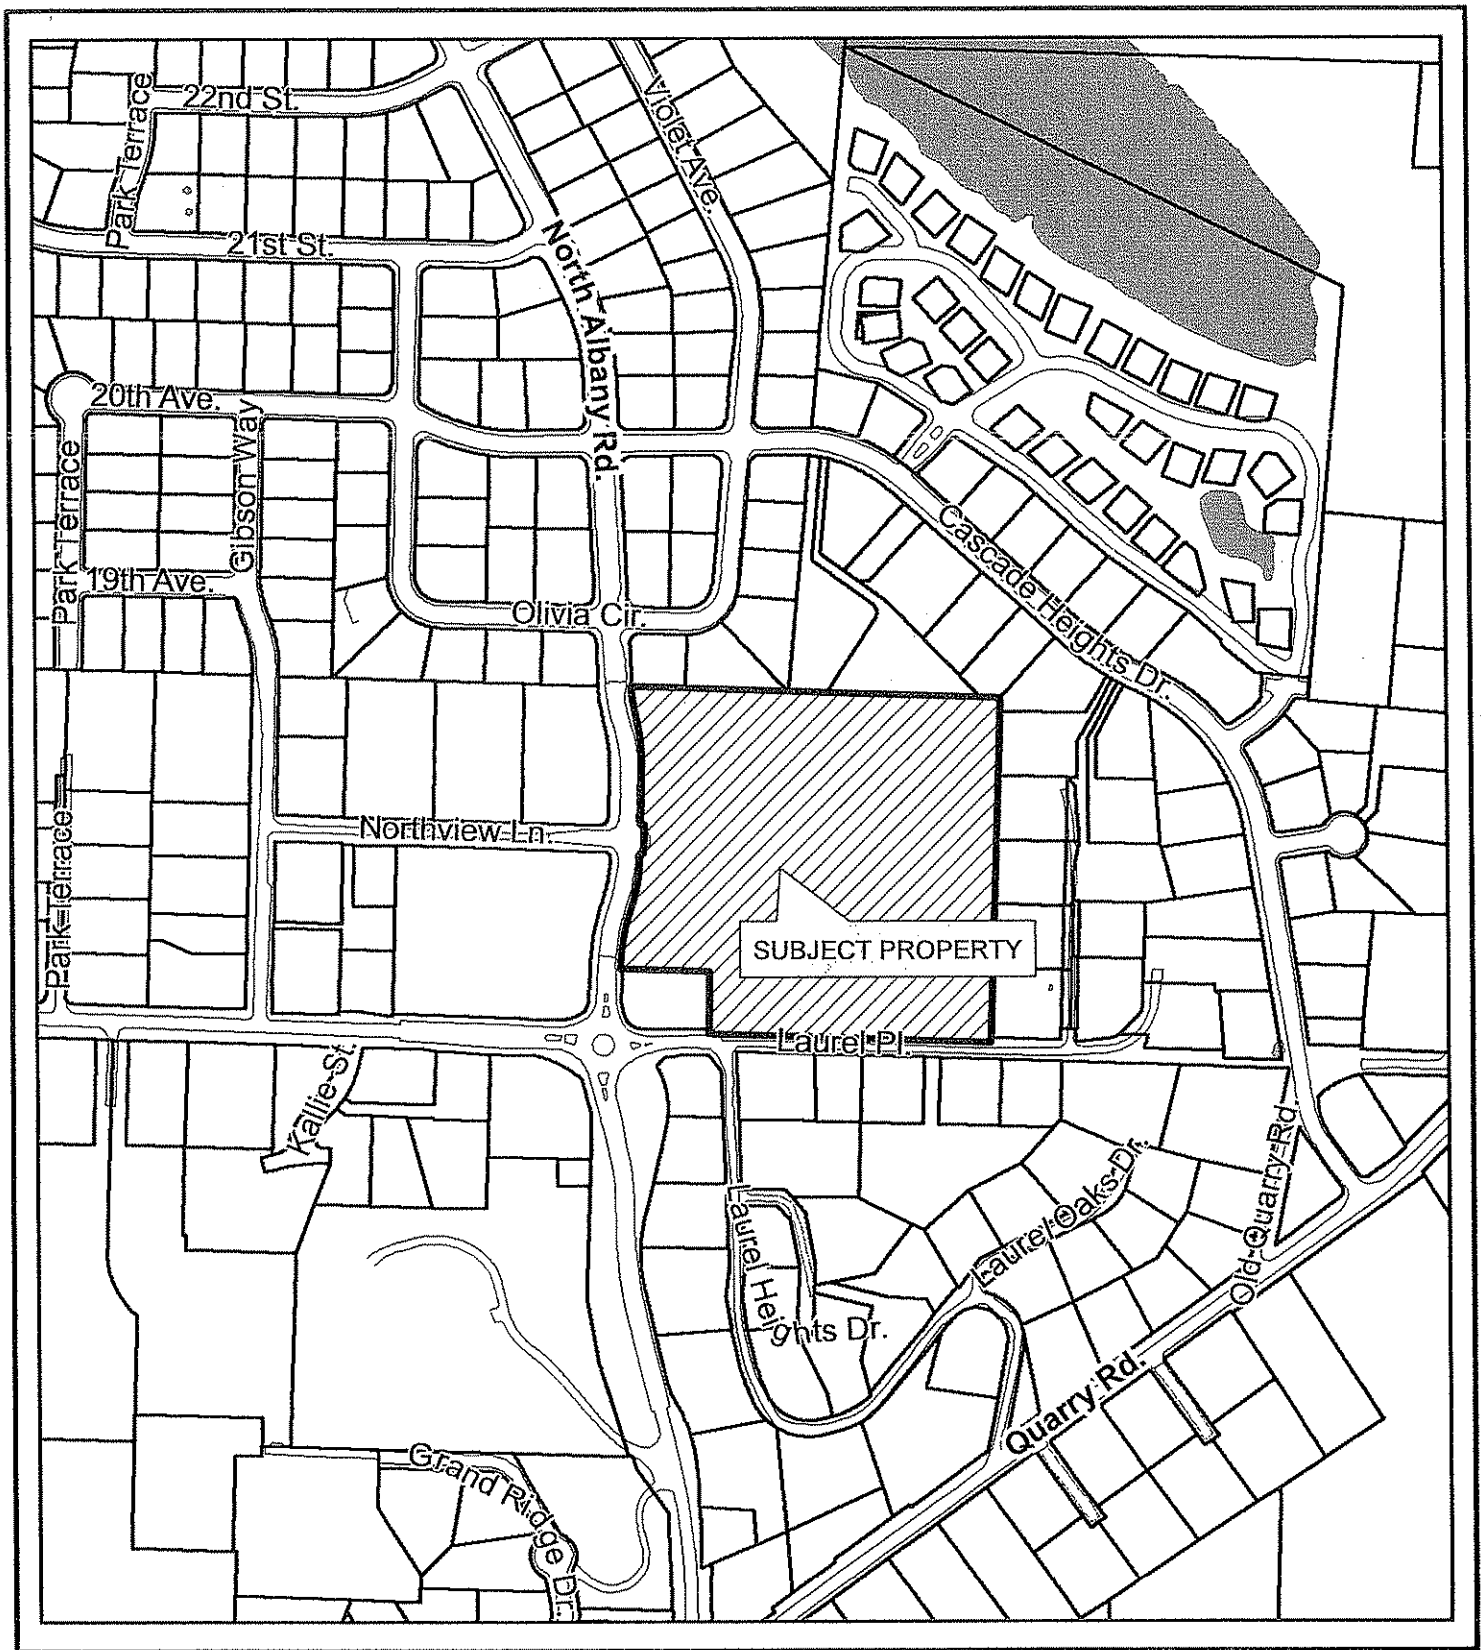 22nd St.
Park Terrace
Violet Ave.
21st St.
North Albany Rd.
20th Ave.
Gibson Way
Park Terrace
19th Ave.
Olivia Cir.
Cascade Heights Dr.
Northview Ln.
Park Terrace
SUBJECT PROPERTY
Laurel Pl.
Kallie St.
Laurel Heights Dr.
Laurel Oaks Dr.
Old Quarry Rd.
Quarry Rd.
Grand Ridge Dr.